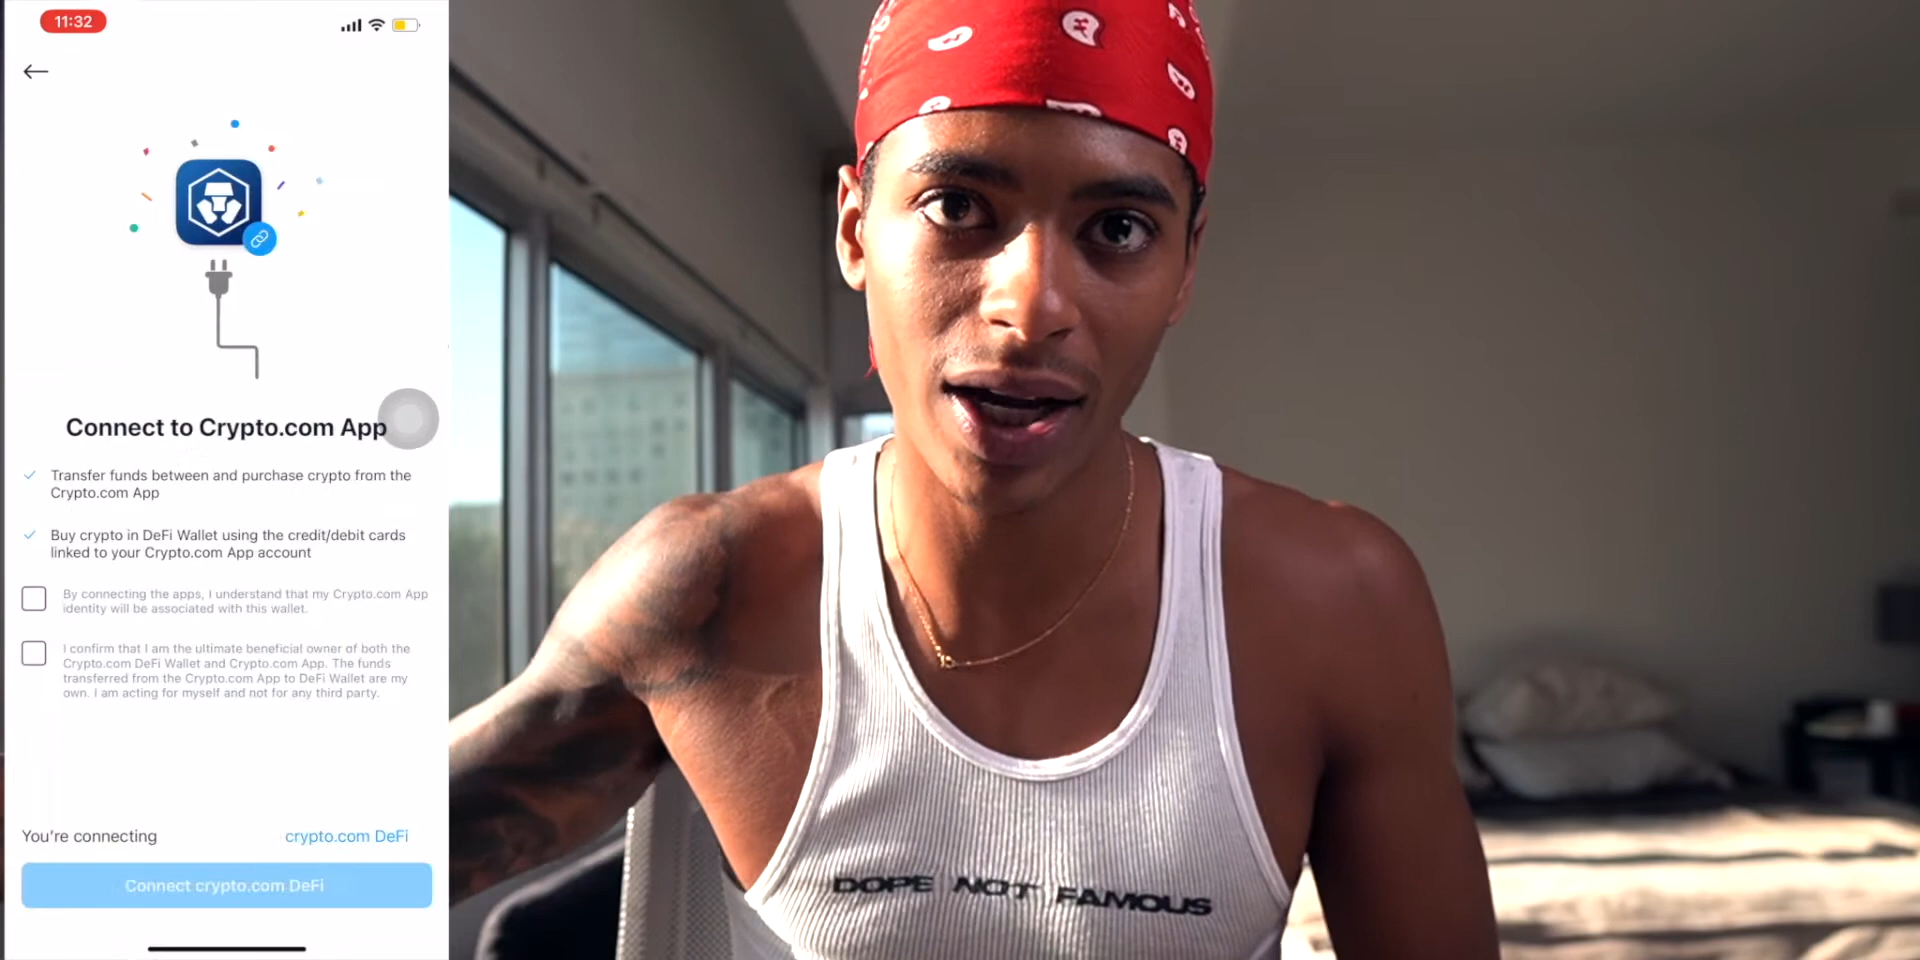 11:32
Connect to Crypto.com App
Transfer funds between and purchase crypto from the
Crypto.com App
Buy crypto in DeFi Wallet using the credit/debit cards
linked to your Crypto.com App account
By connecting the apps, I understand that my Crypto.com App
identity will be associated with this wallet.
I confirm that I am the ultimate beneficial owner of both the
Crypto.com DeFi Wallet and Crypto.com App. The funds
transferred from the Crypto.com App to DeFi Wallet are my
own. I am acting for myself and not for any third party.
You're connecting crypto.com DeFi
Connect crypto.com DeFi
DOPE NOT FAMOUS